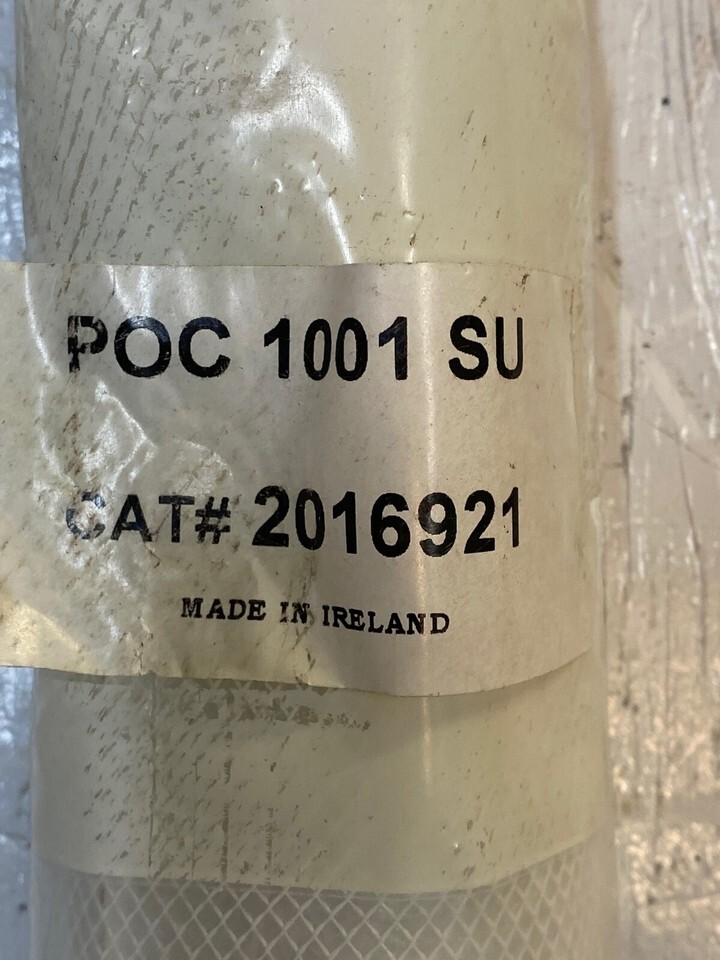 POC 1001 SU
CAT# 2016921
MADE IN IRELAND